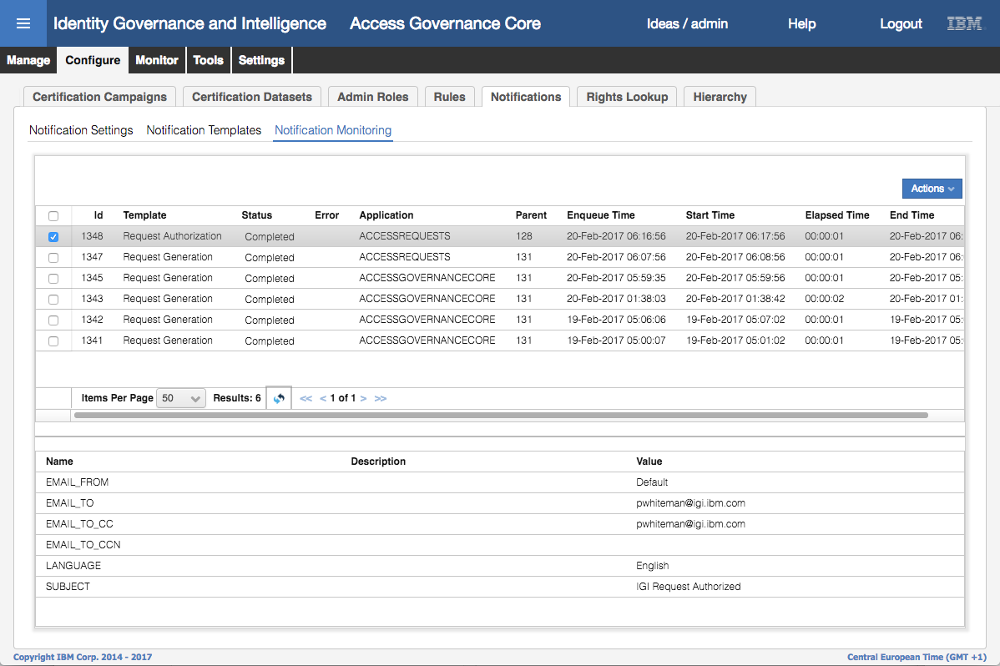 Identity Governance and Intelligence Access Governance Core Ideas / admin Help Logout IBM
Manage Configure Monitor Tools Settings
Certification Campaigns Certification Datasets Admin Roles Rules Notifications Rights Lookup Hierarchy
Notification Settings Notification Templates Notification Monitoring
Actions
Id Template Status Error Application Parent Enqueue Time Start Time Elapsed Time End Time
1348 Request Authorization Completed ACCESSREQUESTS 128 20-Feb-2017 06:16:56 20-Feb-2017 06:17:56 00:00:01 20-Feb-2017 06:
1347 Request Generation Completed ACCESSREQUESTS 131 20-Feb-2017 06:07:56 20-Feb-2017 06:08:56 00:00:01 20-Feb-2017 06:
1345 Request Generation Completed ACCESSGOVERNANCECORE 131 20-Feb-2017 05:59:35 20-Feb-2017 05:59:56 00:00:01 20-Feb-2017 05:
1343 Request Generation Completed ACCESSGOVERNANCECORE 131 20-Feb-2017 01:38:03 20-Feb-2017 01:38:42 00:00:02 20-Feb-2017 01:
1342 Request Generation Completed ACCESSGOVERNANCECORE 131 19-Feb-2017 05:06:06 19-Feb-2017 05:07:02 00:00:01 19-Feb-2017 05:
1341 Request Generation Completed ACCESSGOVERNANCECORE 131 19-Feb-2017 05:00:07 19-Feb-2017 05:01:02 00:00:01 19-Feb-2017 05:
Items Per Page 50 Results: 6 << < 1 of 1 > >>
Name Description Value
EMAIL_FROM Default
EMAIL_TO pwhiteman@igi.ibm.com
EMAIL_TO_CC pwhiteman@igi.ibm.com
EMAIL_TO_CCN
LANGUAGE English
SUBJECT IGI Request Authorized
Copyright IBM Corp. 2014 - 2017 Central European Time (GMT +1)